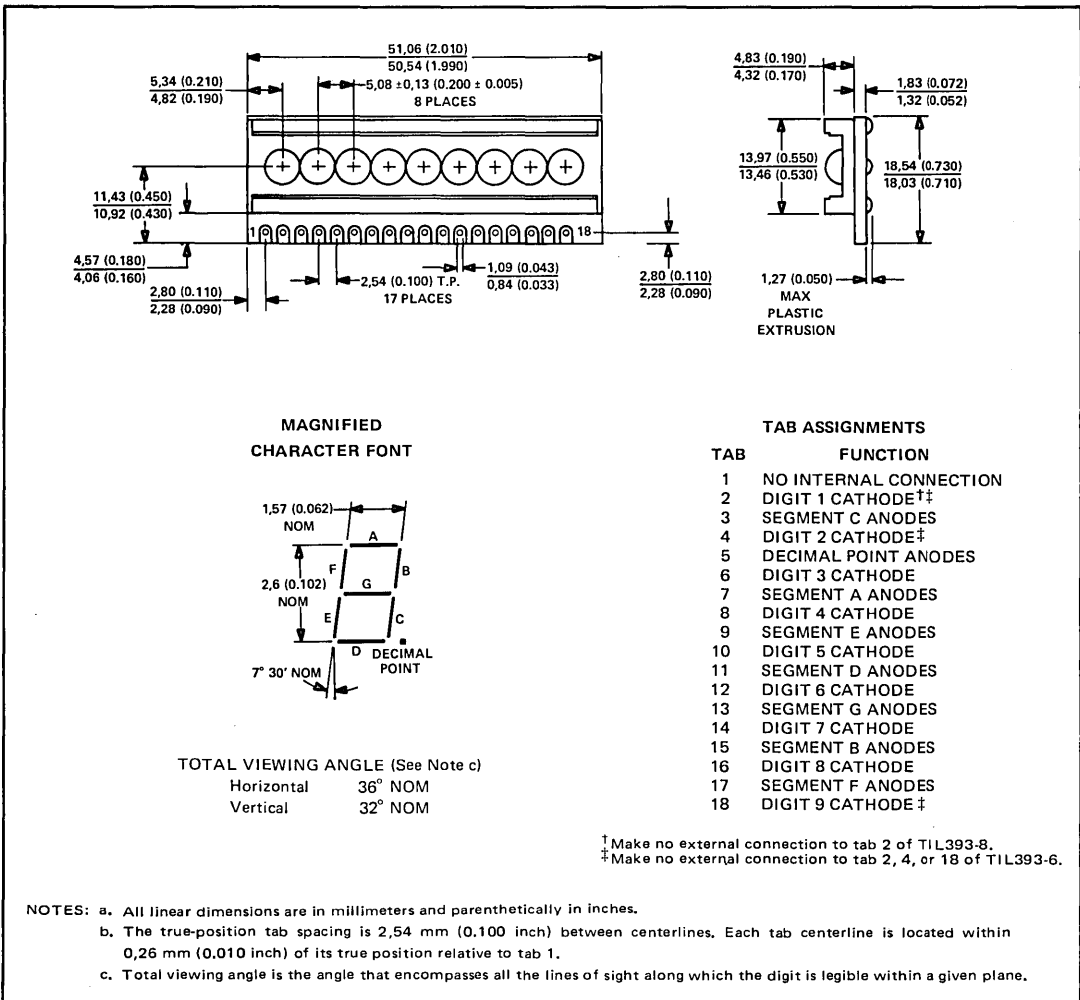 51,06 (2.010)
50,54 (1.990)
5,34 (0.210)
4,82 (0.190)
5,08 ±0,13 (0.200 ± 0.005)
8 PLACES
11,43 (0.450)
10,92 (0.430)
1
18
4,57 (0.180)
4,06 (0.160)
2,80 (0.110)
2,28 (0.090)
2,54 (0.100) T.P.
17 PLACES
1,09 (0.043)
0,84 (0.033)
2,80 (0.110)
2,28 (0.090)
4,83 (0.190)
4,32 (0.170)
1,83 (0.072)
1,32 (0.052)
13,97 (0.550)
13,46 (0.530)
18,54 (0.730)
18,03 (0.710)
1,27 (0.050)
MAX
PLASTIC
EXTRUSION
MAGNIFIED
CHARACTER FONT
1,57 (0.062)
NOM
A
F
B
2,6 (0.102)
NOM
G
E
C
D
DECIMAL
POINT
7° 30′ NOM
TOTAL VIEWING ANGLE (See Note c)
Horizontal 36° NOM
Vertical 32° NOM
TAB ASSIGNMENTS
TAB FUNCTION
1 NO INTERNAL CONNECTION
2 DIGIT 1 CATHODE†‡
3 SEGMENT C ANODES
4 DIGIT 2 CATHODE‡
5 DECIMAL POINT ANODES
6 DIGIT 3 CATHODE
7 SEGMENT A ANODES
8 DIGIT 4 CATHODE
9 SEGMENT E ANODES
10 DIGIT 5 CATHODE
11 SEGMENT D ANODES
12 DIGIT 6 CATHODE
13 SEGMENT G ANODES
14 DIGIT 7 CATHODE
15 SEGMENT B ANODES
16 DIGIT 8 CATHODE
17 SEGMENT F ANODES
18 DIGIT 9 CATHODE ‡
†Make no external connection to tab 2 of TIL393-8.
‡Make no external connection to tab 2, 4, or 18 of TIL393-6.
NOTES: a. All linear dimensions are in millimeters and parenthetically in inches.
b. The true-position tab spacing is 2,54 mm (0.100 inch) between centerlines. Each tab centerline is located within
0,26 mm (0.010 inch) of its true position relative to tab 1.
c. Total viewing angle is the angle that encompasses all the lines of sight along which the digit is legible within a given plane.